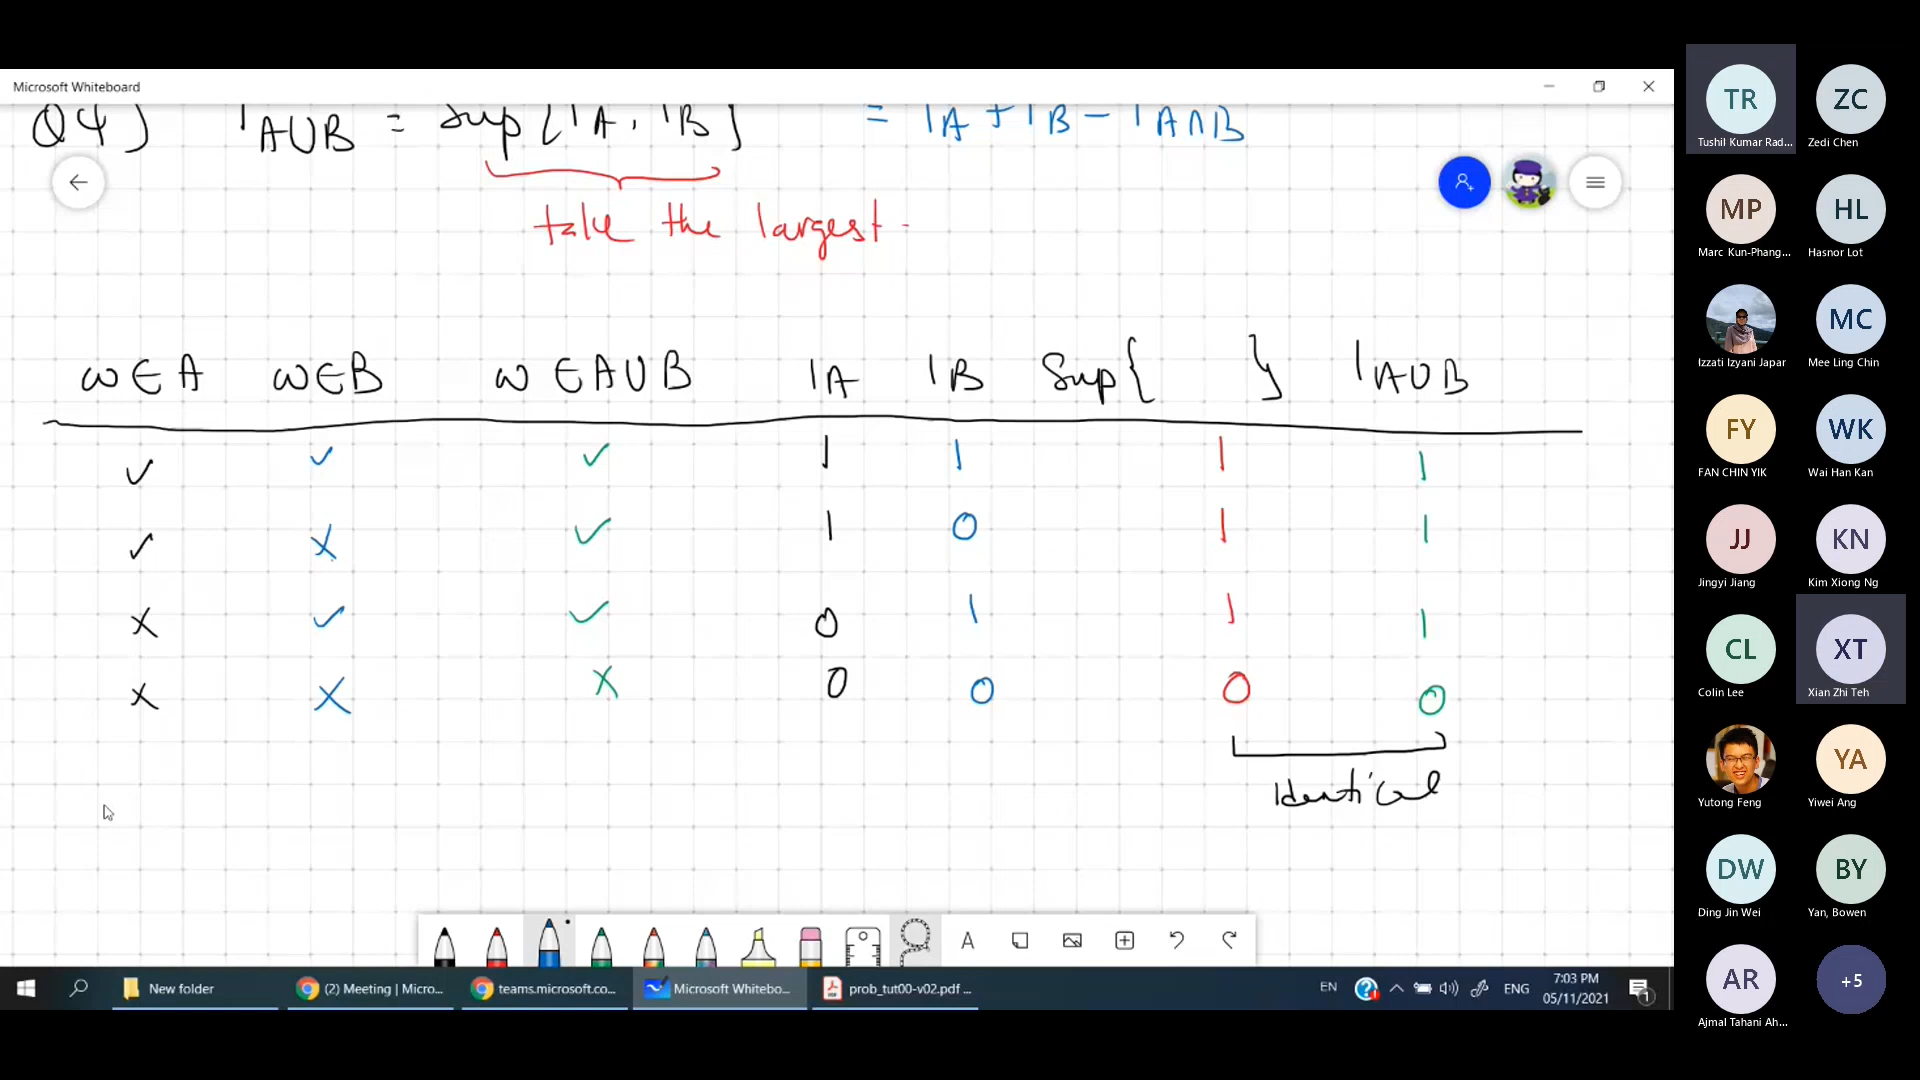 Microsoft Whiteboard
Q4) 1A∪B = Sup{1A, 1B} = 1A + 1B − 1A∩B
take the largest.
ω∈A ω∈B ω∈A∪B 1A 1B Sup{ } 1A∪B
✓ ✓ ✓ 1 1 1 1
✓ X ✓ 1 0 1 1
X ✓ ✓ 0 1 1 1
X X X 0 0 0 0
Identical
A
New folder
(2) Meeting | Micro...
teams.microsoft.co...
Microsoft Whitebo...
prob_tut00-v02.pdf ...
EN
ENG
7:03 PM
05/11/2021
1
TR
Tushil Kumar Rad...
ZC
Zedi Chen
MP
Marc Kun-Phang...
HL
Hasnor Lot
Izzati Izyani Japar
MC
Mee Ling Chin
FY
FAN CHIN YIK
WK
Wai Han Kan
JJ
Jingyi Jiang
KN
Kim Xiong Ng
CL
Colin Lee
XT
Xian Zhi Teh
Yutong Feng
YA
Yiwei Ang
DW
Ding Jin Wei
BY
Yan, Bowen
AR
Ajmal Tahani Ah...
+5